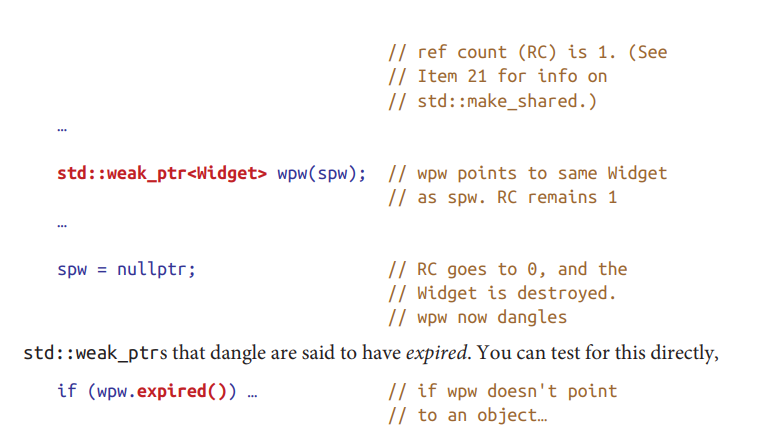 // ref count (RC) is 1. (See
// Item 21 for info on
// std::make_shared.)
…
std::weak_ptr<Widget> wpw(spw); // wpw points to same Widget
// as spw. RC remains 1
…
spw = nullptr; // RC goes to 0, and the
// Widget is destroyed.
// wpw now dangles
std::weak_ptrs that dangle are said to have expired. You can test for this directly,
if (wpw.expired()) … // if wpw doesn't point
// to an object…